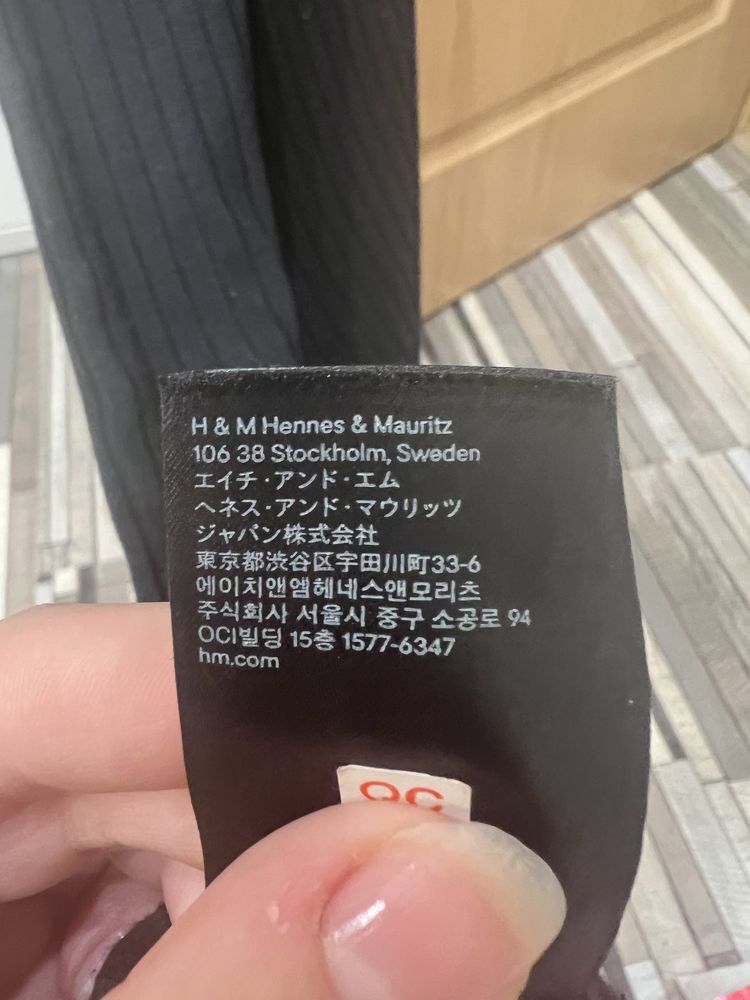 H & M Hennes & Mauritz
106 38 Stockholm, Sweden
エイチ・アンド・エム
ヘネス・アンド・マウリッツ
ジャパン株式会社
東京都渋谷区宇田川町33-6
에이치앤엠헤네스앤모리츠
주식회사 서울시 중구 소공로 94
OCI빌딩 15층 1577-6347
hm.com
QC